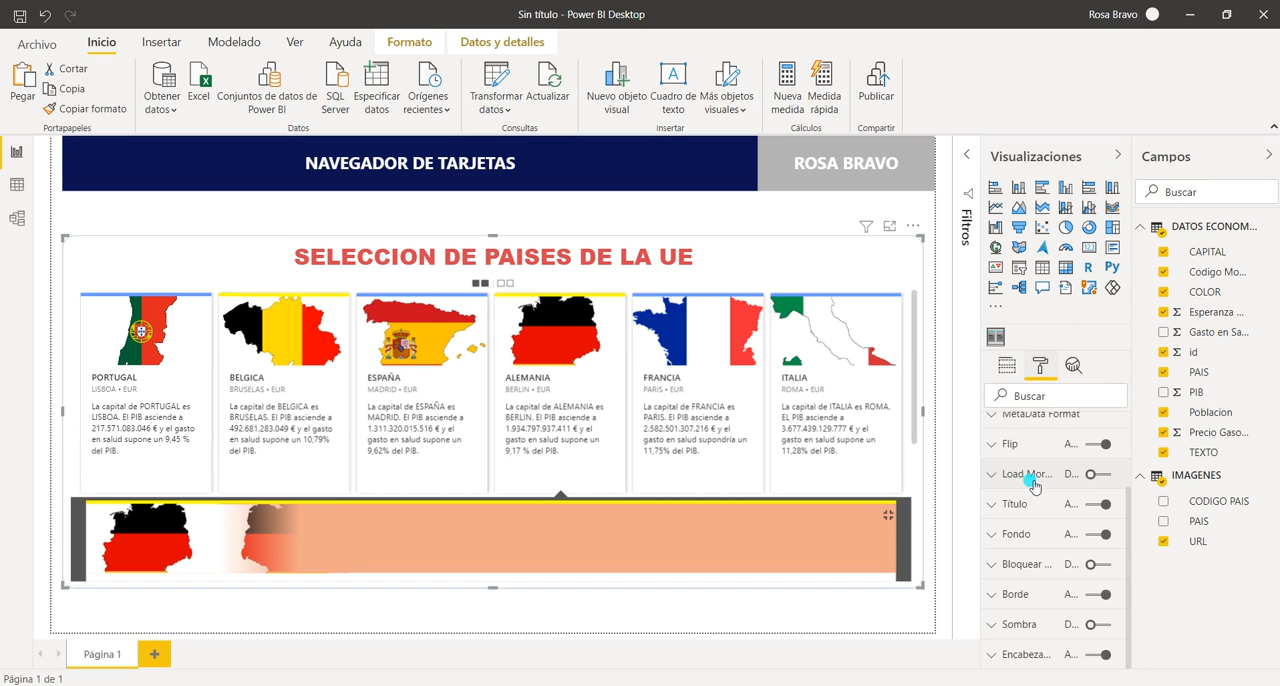 Sin título - Power BI Desktop
Rosa Bravo
Archivo
Inicio
Insertar
Modelado
Ver
Ayuda
Formato
Datos y detalles
Pegar
Cortar
Copia
Copiar formato
Portapapeles
Obtener datos
Excel
Conjuntos de datos de Power BI
SQL Server
Especificar datos
Orígenes recientes
Datos
Transformar datos
Actualizar
Consultas
Nuevo objeto visual
Cuadro de texto
Más objetos visuales
Insertar
Nueva medida
Medida rápida
Cálculos
Publicar
Compartir
NAVEGADOR DE TARJETAS
ROSA BRAVO
SELECCION DE PAISES DE LA UE
PORTUGAL
LISBOA • EUR
La capital de PORTUGAL es
LISBOA. El PIB asciende a
217.571.083.046 € y el gasto
en salud supone un 9,45 %
del PIB.
BELGICA
BRUSELAS • EUR
La capital de BELGICA es
BRUSELAS. El PIB asciende a
492.681.283.049 € y el gasto
en salud supone un 10,79%
del PIB.
ESPAÑA
MADRID • EUR
La capital de ESPAÑA es
MADRID. El PIB asciende a
1.311.320.015.516 € y el
gasto en salud supone un
9,62% del PIB.
ALEMANIA
BERLIN • EUR
La capital de ALEMANIA es
BERLIN. El PIB asciende a
1.934.797.937.411 € y el
gasto en salud supone un
9,17 % del PIB.
FRANCIA
PARIS • EUR
La capital de FRANCIA es
PARIS. El PIB asciende a
2.582.501.307.216 € y el
gasto en salud supondría un
11,75% del PIB.
ITALIA
ROMA • EUR
La capital de ITALIA es ROMA.
EL PIB asciende a
3.677.439.129.777 € y el
gasto en salud supone un
11,28% del PIB.
Filtros
Visualizaciones
R
Py
Buscar
MetaData Format
Flip A...
Load Mor... D...
Título A...
Fondo A...
Bloquear ... D...
Borde A...
Sombra D...
Encabeza... A...
Campos
Buscar
DATOS ECONOM...
CAPITAL
Codigo Mo...
COLOR
Σ Esperanza ...
Σ Gasto en Sa...
Σ id
PAIS
Σ PIB
Poblacion
Σ Precio Gaso...
TEXTO
IMAGENES
CODIGO PAIS
PAIS
URL
Página 1
Página 1 de 1